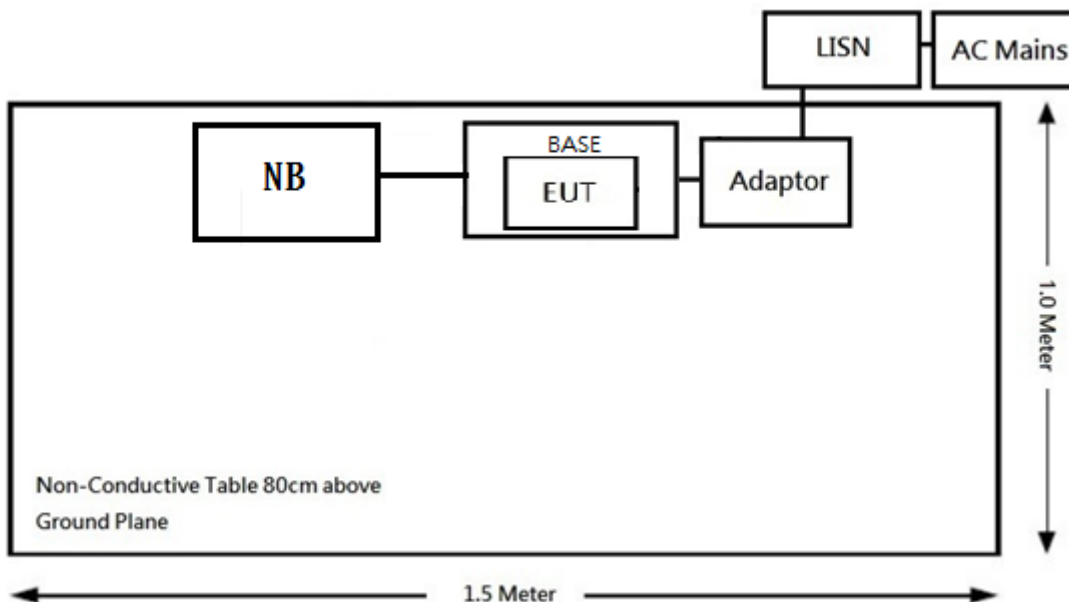 LISN
AC Mains
NB
BASE
EUT
Adaptor
1.0 Meter
Non-Conductive Table 80cm above
Ground Plane
1.5 Meter